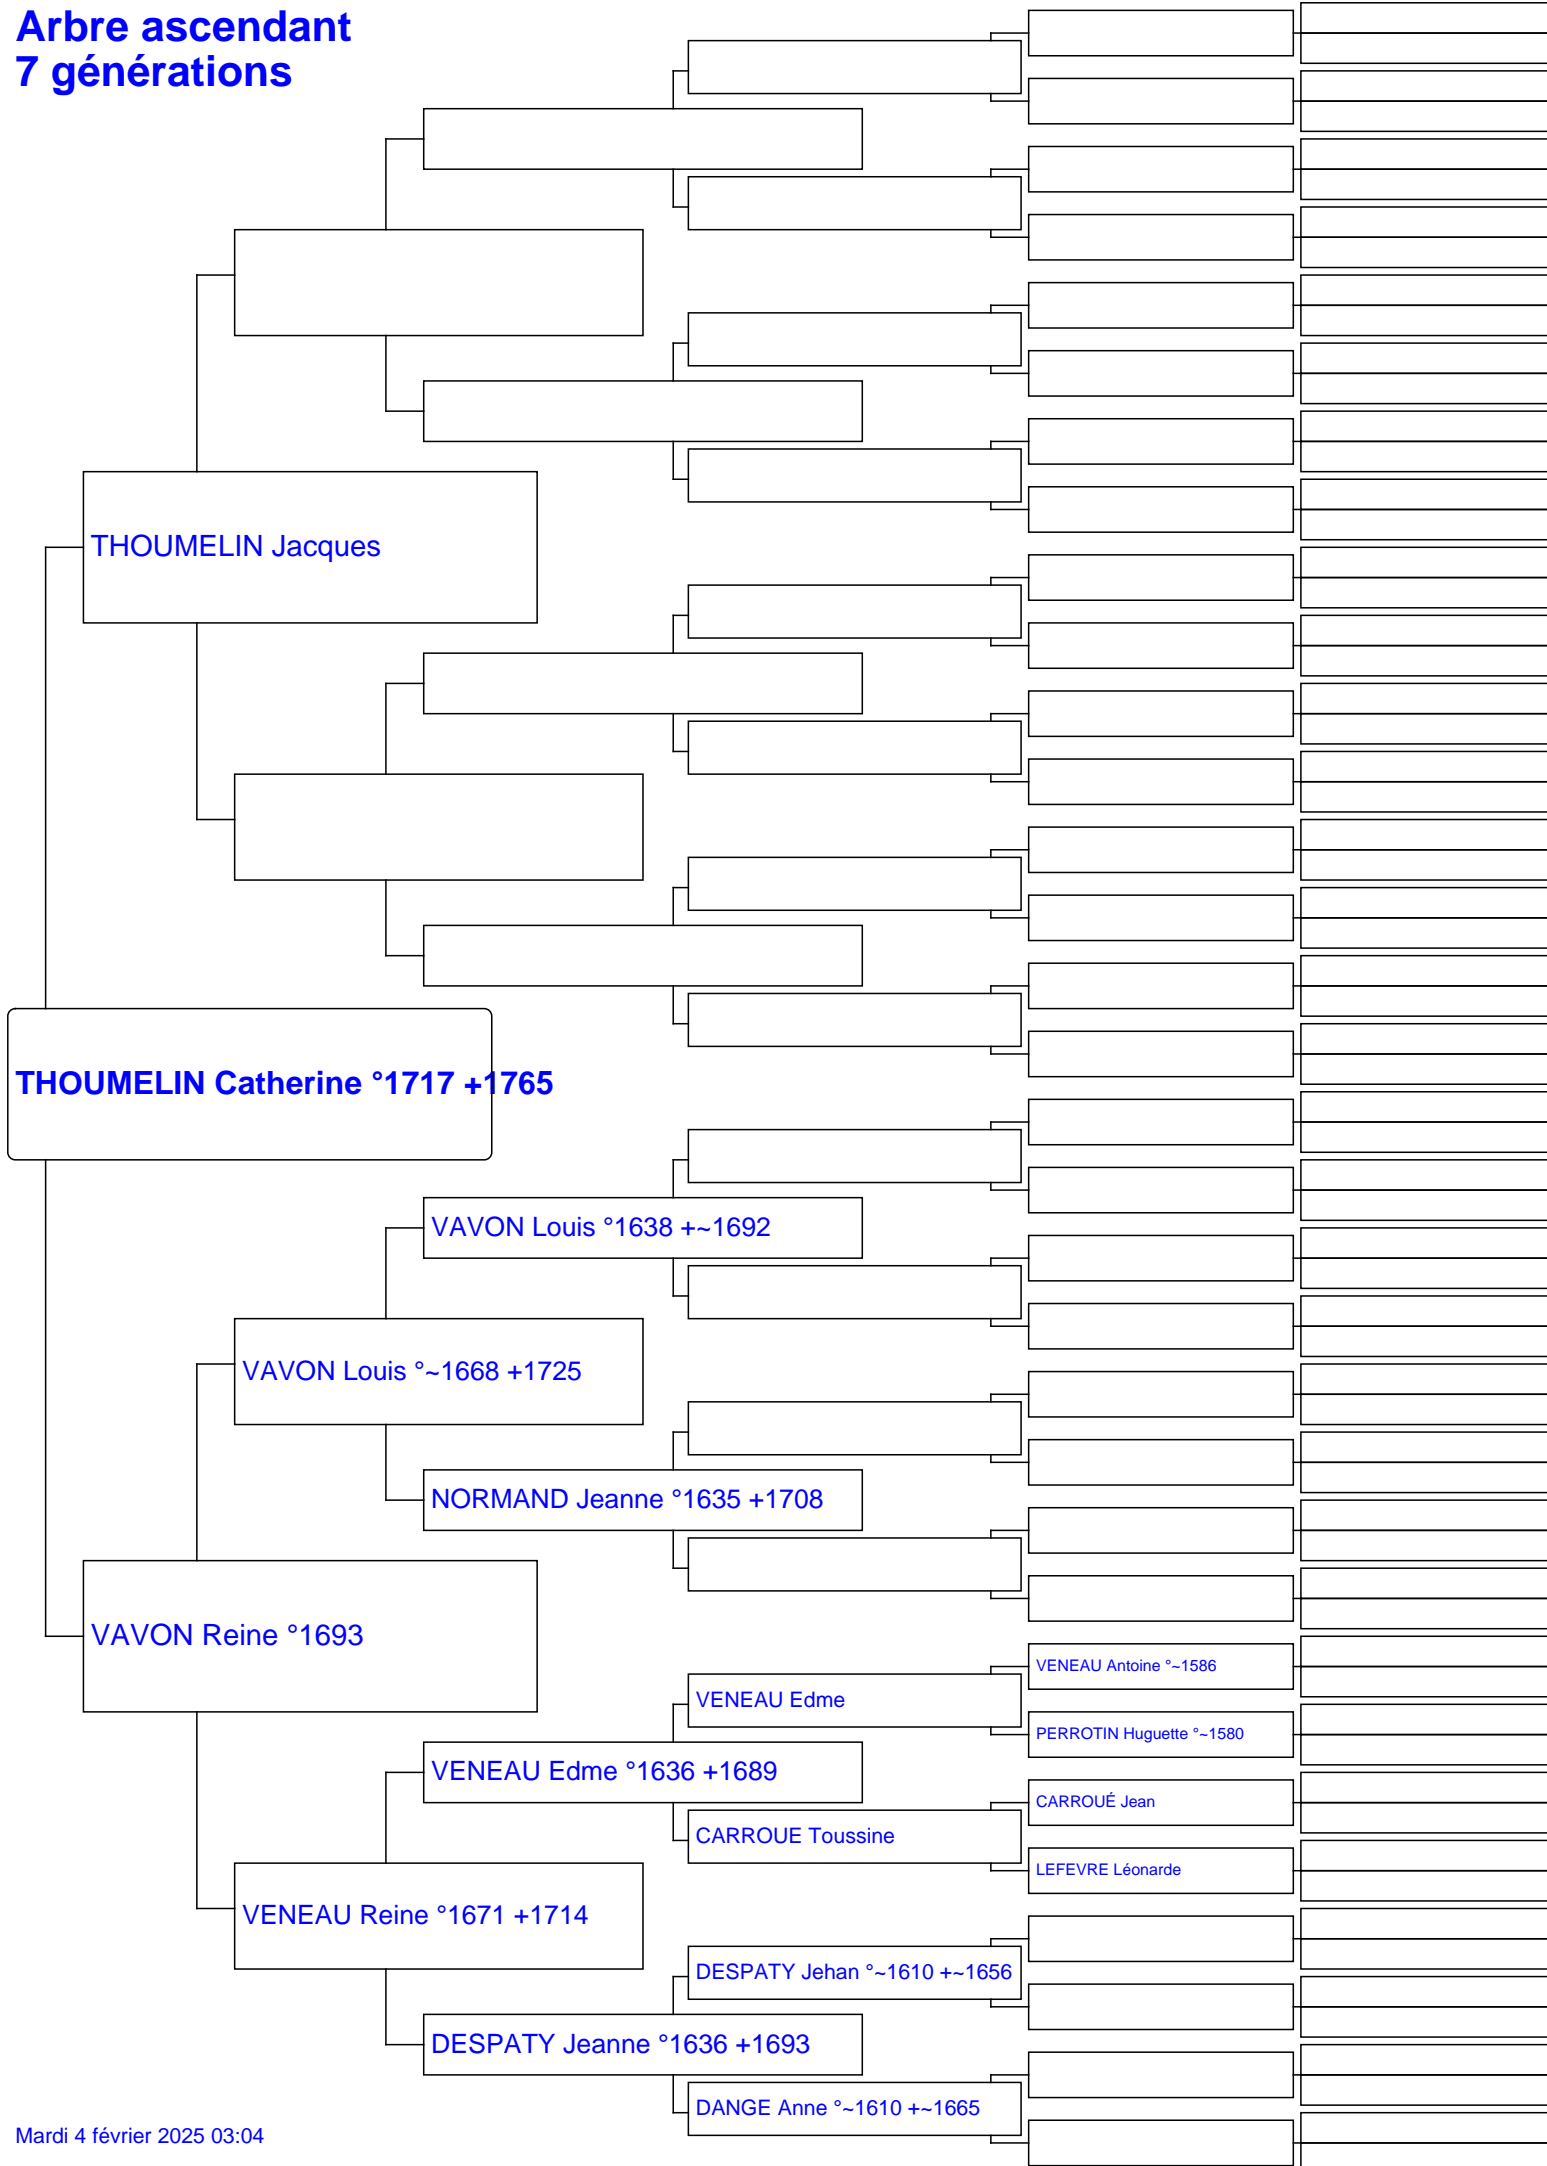 Arbre ascendant
7 générations
THOUMELIN Jacques
THOUMELIN Catherine °1717 +1765
VAVON Louis °1638 +~1692
VAVON Louis °~1668 +1725
NORMAND Jeanne °1635 +1708
VAVON Reine °1693
VENEAU Antoine °~1586
VENEAU Edme
PERROTIN Huguette °~1580
VENEAU Edme °1636 +1689
CARROUÉ Jean
CARROUE Toussine
LEFEVRE Léonarde
VENEAU Reine °1671 +1714
DESPATY Jehan °~1610 +~1656
DESPATY Jeanne °1636 +1693
DANGE Anne °~1610 +~1665
Mardi 4 février 2025 03:04